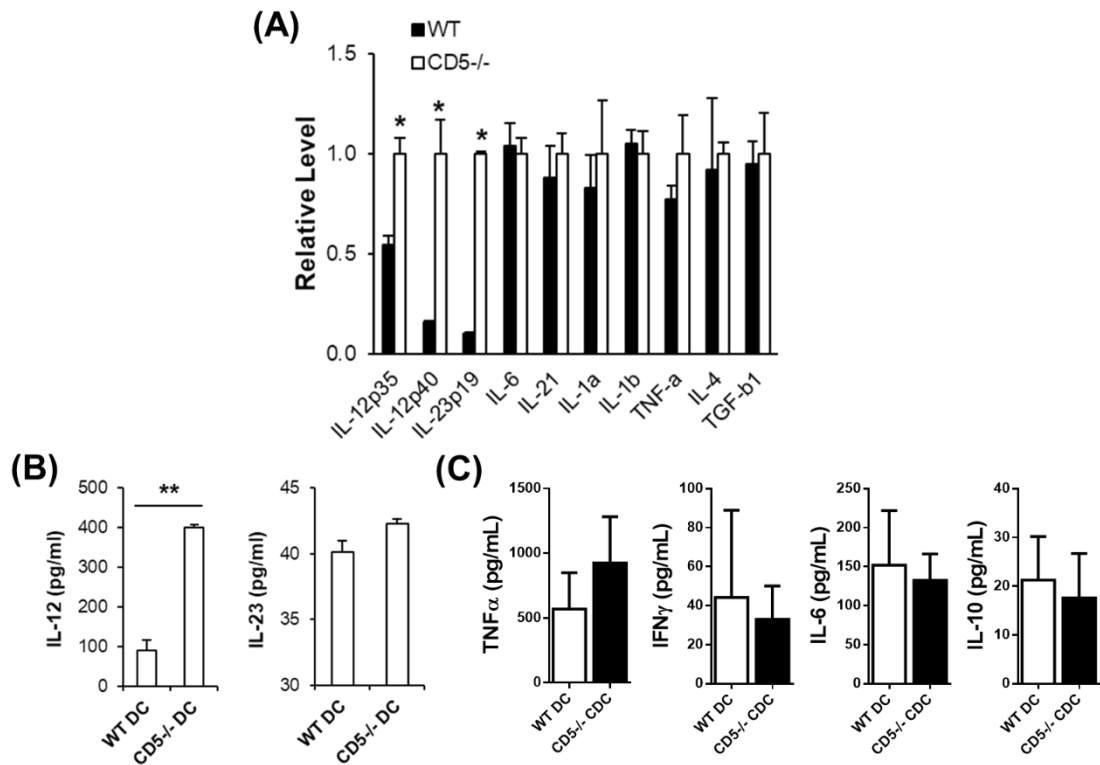 (A)
WT
CD5-/-
Relative Level
1.5
1.0
0.5
0.0
* * *
IL-12p35 IL-12p40 IL-23p19 IL-6 IL-21 IL-1a IL-1b TNF-a IL-4 TGF-b1
(B)
IL-12 (pg/ml)
500
400
300
200
100
0
**
WT DC CD5-/- DC
IL-23 (pg/ml)
45
40
35
30
WT DC CD5-/- DC
(C)
TNFα (pg/mL)
1500
1000
500
0
WT DC CD5-/- CDC
IFNγ (pg/mL)
100
80
60
40
20
0
WT DC CD5-/- CDC
IL-6 (pg/mL)
250
200
150
100
50
0
WT DC CD5-/- CDC
IL-10 (pg/mL)
40
30
20
10
0
WT DC CD5-/- CDC